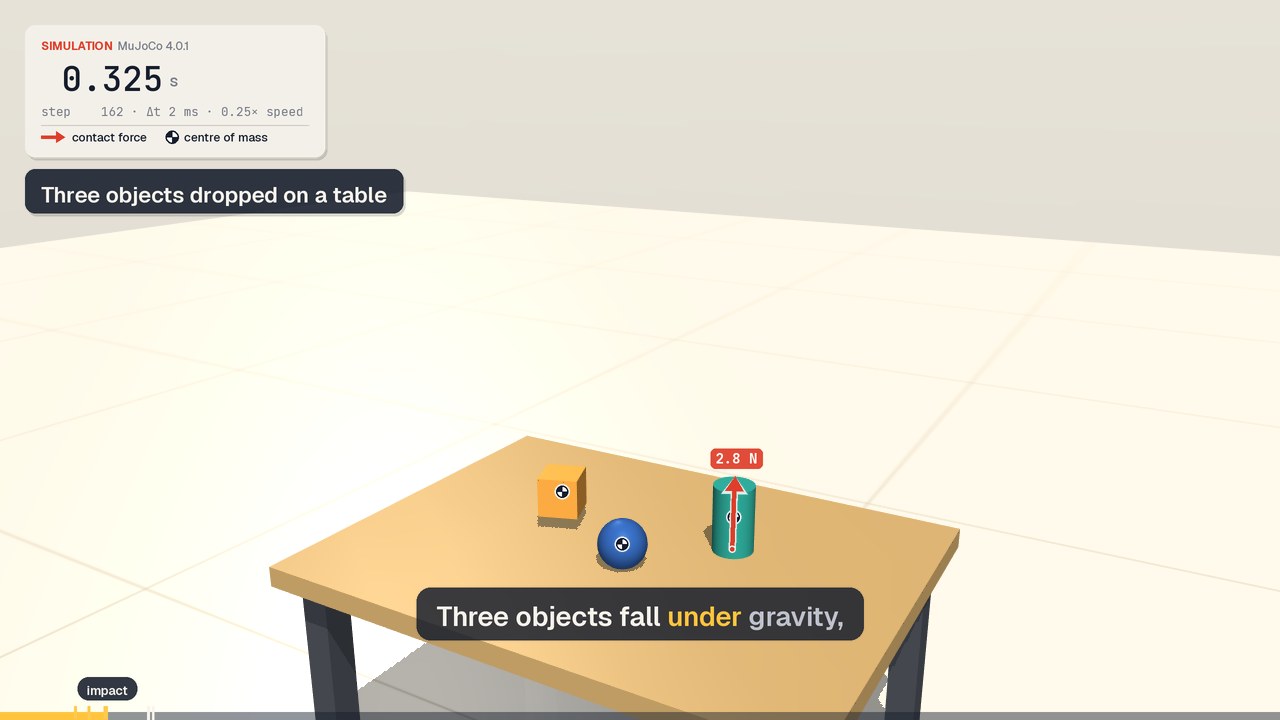 SIMULATION MuJoCo 4.0.1
0.325 s
step 162 · Δt 2 ms · 0.25× speed
contact force centre of mass
Three objects dropped on a table
2.8 N
Three objects fall under gravity,
impact